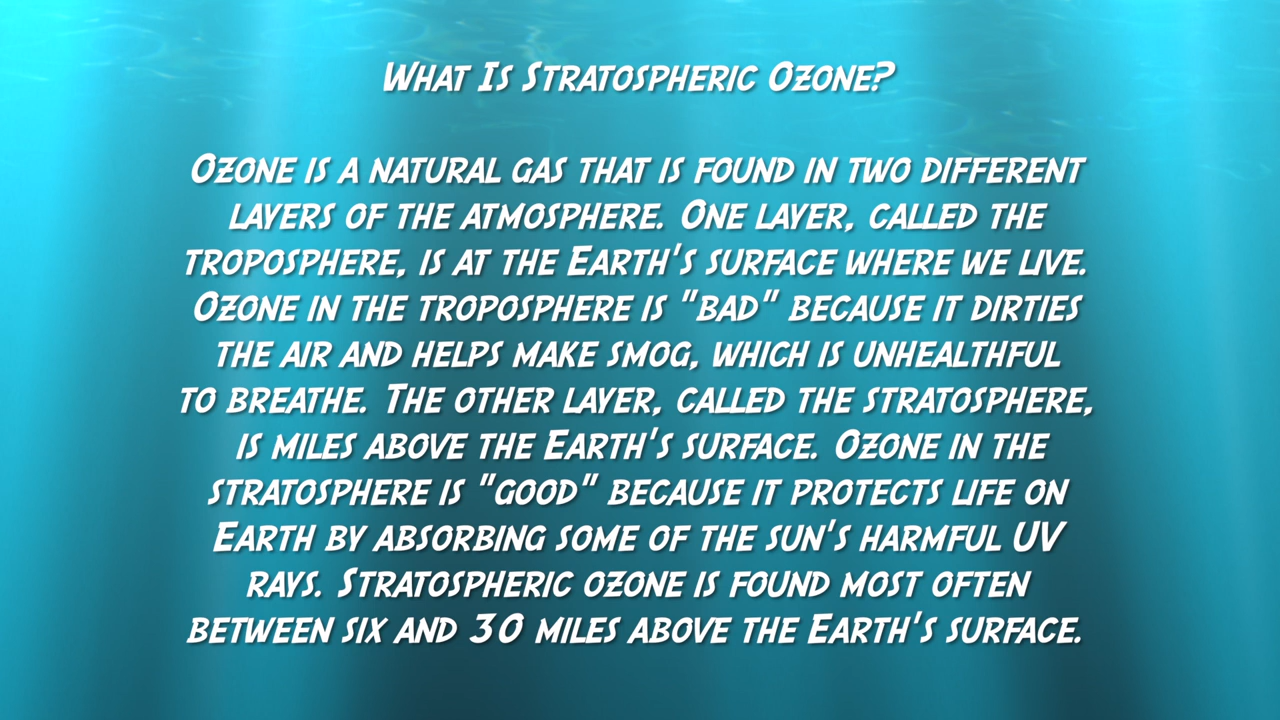 What Is Stratospheric Ozone?
Ozone is a natural gas that is found in two different
layers of the atmosphere. One layer, called the
troposphere, is at the Earth's surface where we live.
Ozone in the troposphere is "bad" because it dirties
the air and helps make smog, which is unhealthful
to breathe. The other layer, called the stratosphere,
is miles above the Earth's surface. Ozone in the
stratosphere is "good" because it protects life on
Earth by absorbing some of the sun's harmful UV
rays. Stratospheric ozone is found most often
between six and 30 miles above the Earth's surface.